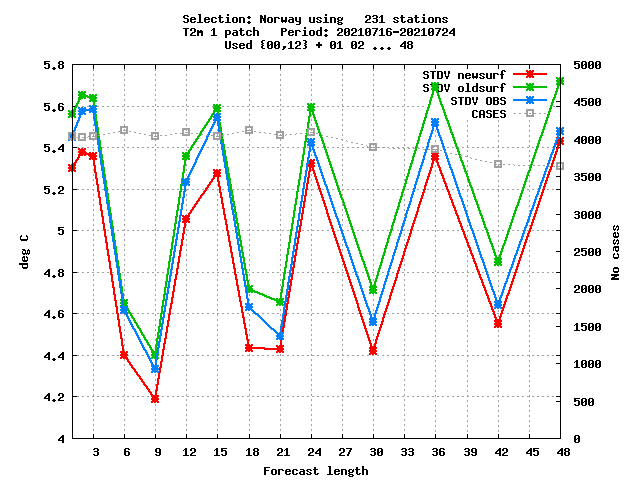 Selection: Norway using   231 stations
T2m 1 patch   Period: 20210716-20210724
Used {00,12} + 01 02 ... 48
STDV newsurf
STDV oldsurf
STDV OBS
CASES
5.8
5.6
5.4
5.2
5
4.8
4.6
4.4
4.2
4
deg C
5000
4500
4000
3500
3000
2500
2000
1500
1000
500
0
No cases
3 6 9 12 15 18 21 24 27 30 33 36 39 42 45 48
Forecast length